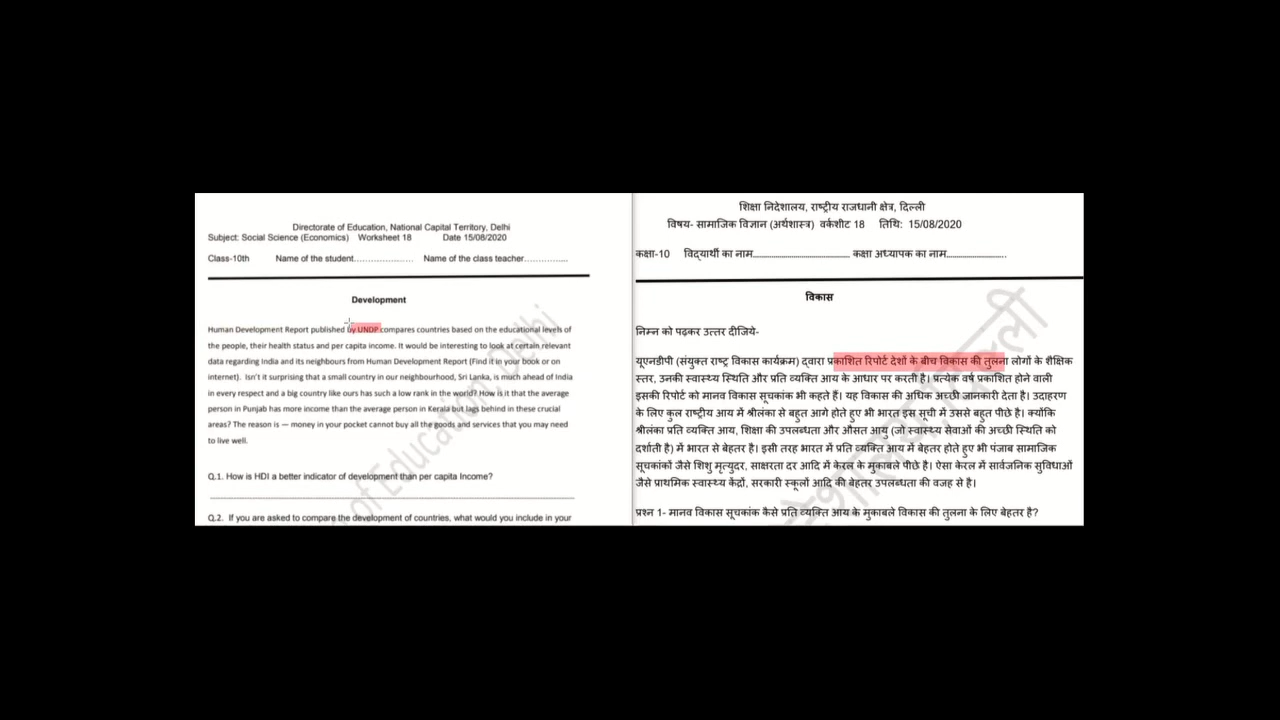 Directorate of Education, National Capital Territory, Delhi
Subject: Social Science (Economics) Worksheet 18 Date 15/08/2020
Class-10th Name of the student………………… Name of the class teacher…………...
Development
Human Development Report published by UNDP compares countries based on the educational levels of
the people, their health status and per capita income. It would be interesting to look at certain relevant
data regarding India and its neighbours from Human Development Report (Find it in your book or on
internet). Isn't it surprising that a small country in our neighbourhood, Sri Lanka, is much ahead of India
in every respect and a big country like ours has such a low rank in the world? How is it that the average
person in Punjab has more income than the average person in Kerala but lags behind in these crucial
areas? The reason is — money in your pocket cannot buy all the goods and services that you may need
to live well.
Q.1. How is HDI a better indicator of development than per capita Income?
Q.2. If you are asked to compare the development of countries, what would you include in your
of Education, Delhi
शिक्षा निदेशालय, राष्ट्रीय राजधानी क्षेत्र, दिल्ली
विषय- सामाजिक विज्ञान (अर्थशास्त्र) वर्कशीट 18 तिथि: 15/08/2020
कक्षा-10 विद्यार्थी का नाम................................ कक्षा अध्यापक का नाम......................
विकास
निम्न को पढ़कर उत्तर दीजिये-
यूएनडीपी (संयुक्त राष्ट्र विकास कार्यक्रम) द्वारा प्रकाशित रिपोर्ट देशों के बीच विकास की तुलना लोगों के शैक्षिक
स्तर, उनकी स्वास्थ्य स्थिति और प्रति व्यक्ति आय के आधार पर करती है। प्रत्येक वर्ष प्रकाशित होने वाली
इसकी रिपोर्ट को मानव विकास सूचकांक भी कहते हैं। यह विकास की अधिक अच्छी जानकारी देता है। उदाहरण
के लिए कुल राष्ट्रीय आय में श्रीलंका से बहुत आगे होते हुए भी भारत इस सूची में उससे बहुत पीछे है। क्योंकि
श्रीलंका प्रति व्यक्ति आय, शिक्षा की उपलब्धता और औसत आयु (जो स्वास्थ्य सेवाओं की अच्छी स्थिति को
दर्शाती है) में भारत से बेहतर है। इसी तरह भारत में प्रति व्यक्ति आय में बेहतर होते हुए भी पंजाब सामाजिक
सूचकांकों जैसे शिशु मृत्युदर, साक्षरता दर आदि में केरल के मुकाबले पीछे है। ऐसा केरल में सार्वजनिक सुविधाओं
जैसे प्राथमिक स्वास्थ्य केंद्रों, सरकारी स्कूलों आदि की बेहतर उपलब्धता की वजह से है।
प्रश्न 1- मानव विकास सूचकांक कैसे प्रति व्यक्ति आय के मुकाबले विकास की तुलना के लिए बेहतर है?